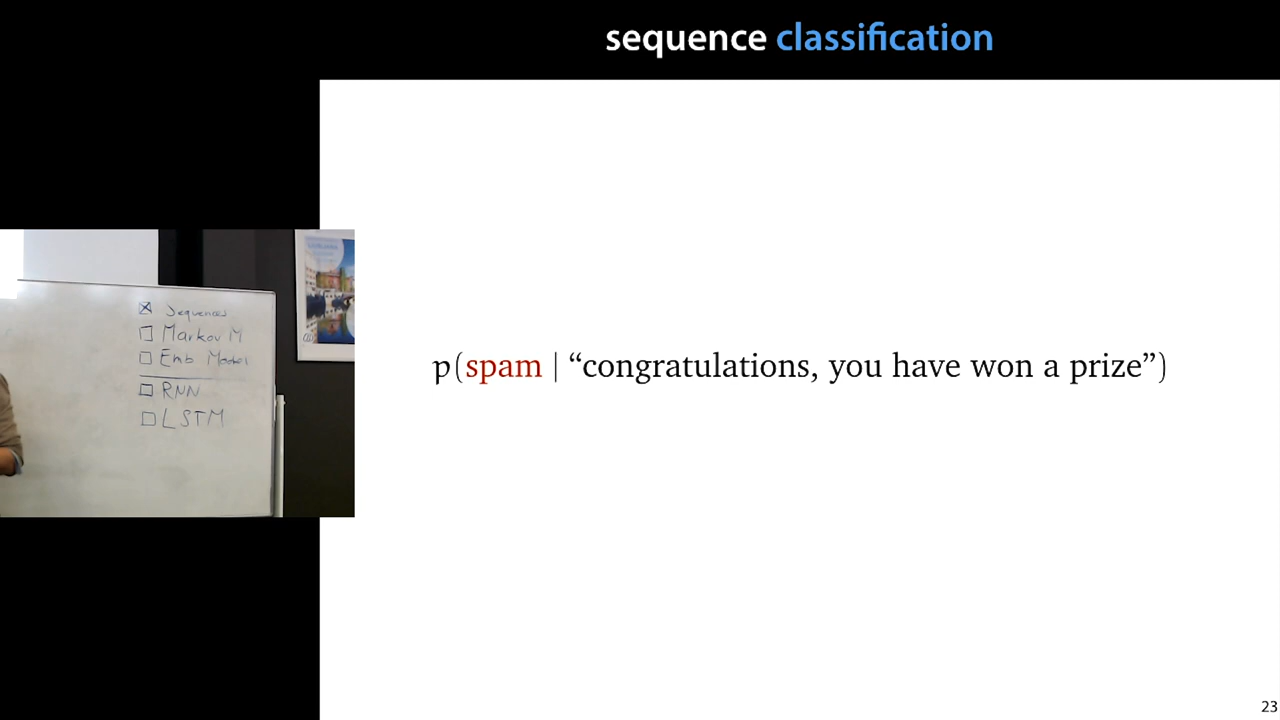 sequence classification
Sequences
Markov M
Emb Model
RNN
LSTM
p(spam | “congratulations, you have won a prize”)
23